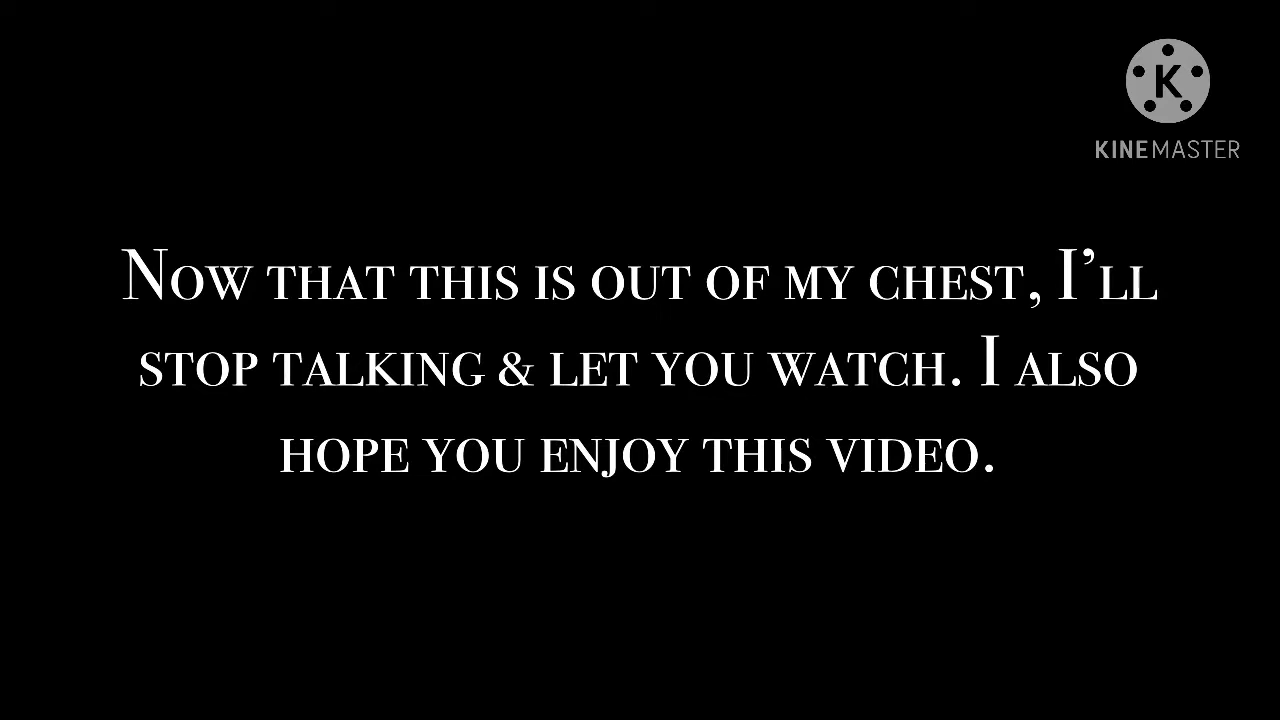 K
KINEMASTER
Now that this is out of my chest, I'll
stop talking & let you watch. I also
hope you enjoy this video.